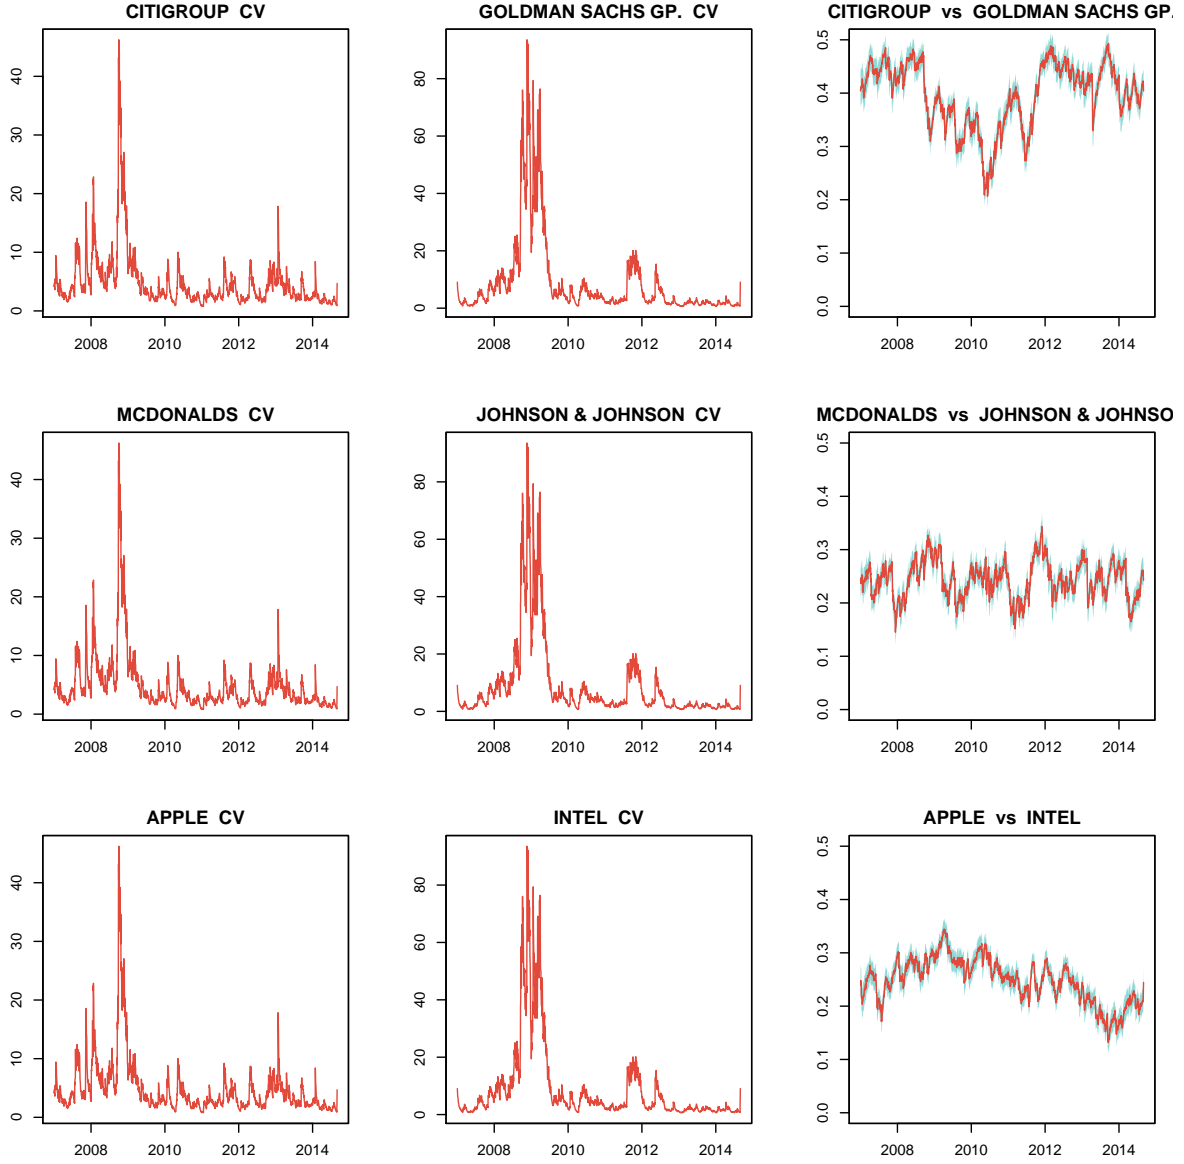 CITIGROUP  CV
GOLDMAN SACHS GP.  CV
CITIGROUP  vs  GOLDMAN SACHS GP.
0 10 20 30 40
2008 2010 2012 2014
0 20 40 60 80
2008 2010 2012 2014
0.0 0.1 0.2 0.3 0.4 0.5
2008 2010 2012 2014
MCDONALDS  CV
JOHNSON & JOHNSON  CV
MCDONALDS  vs  JOHNSON & JOHNSO
0 10 20 30 40
2008 2010 2012 2014
0 20 40 60 80
2008 2010 2012 2014
0.0 0.1 0.2 0.3 0.4 0.5
2008 2010 2012 2014
APPLE  CV
INTEL  CV
APPLE  vs  INTEL
0 10 20 30 40
2008 2010 2012 2014
0 20 40 60 80
2008 2010 2012 2014
0.0 0.1 0.2 0.3 0.4 0.5
2008 2010 2012 2014